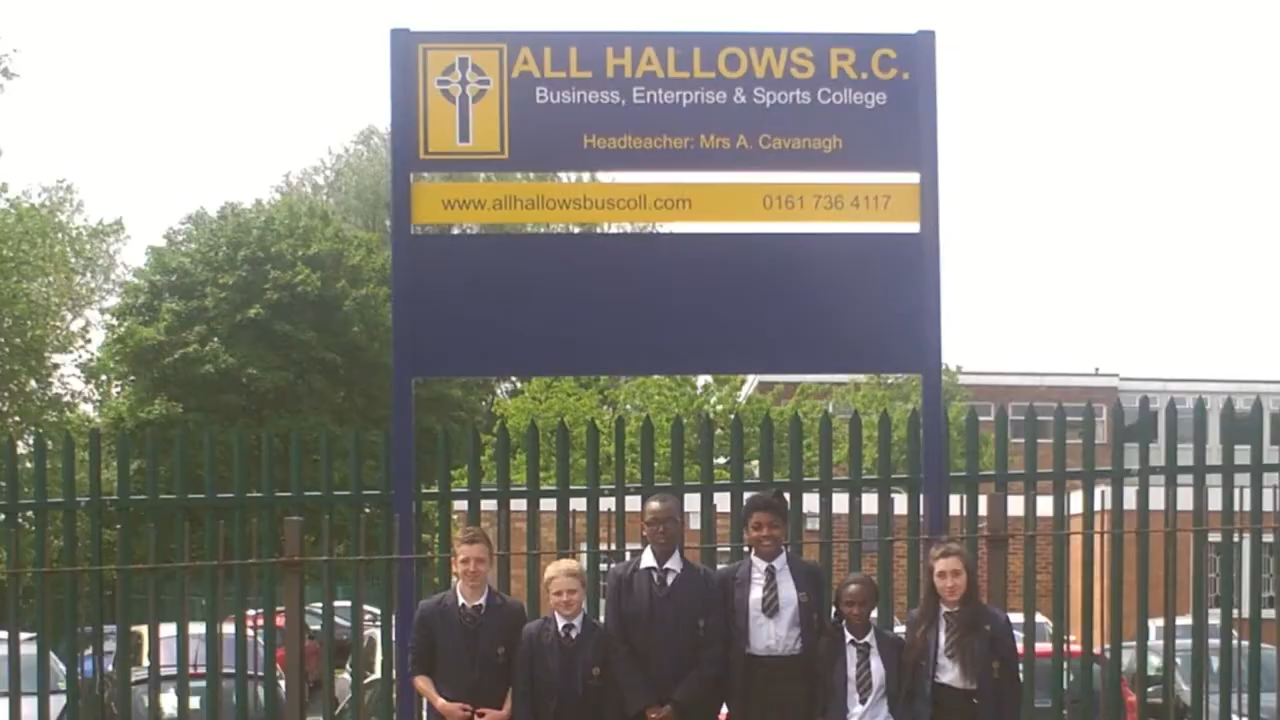 ALL HALLOWS R.C.
Business, Enterprise & Sports College
Headteacher: Mrs A. Cavanagh
www.allhallowsbuscoll.com 0161 736 4117